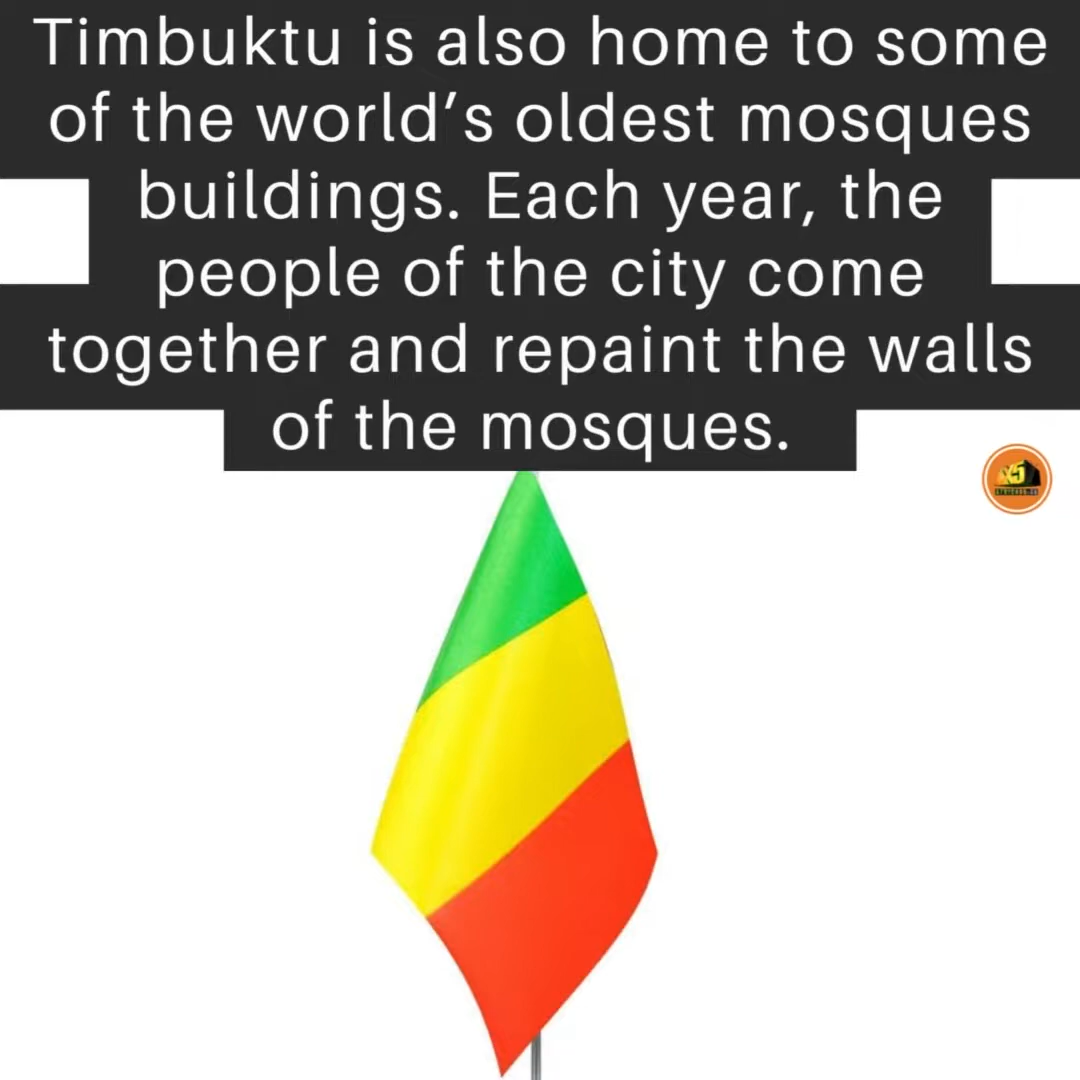 Timbuktu is also home to some
of the world’s oldest mosques
buildings. Each year, the
people of the city come
together and repaint the walls
of the mosques.